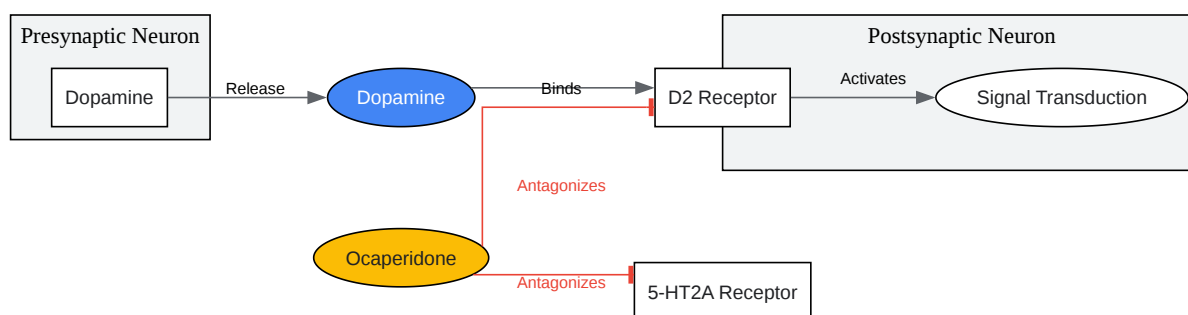 Presynaptic Neuron
Postsynaptic Neuron
Dopamine
Release
Dopamine
Binds
D2 Receptor
Activates
Signal Transduction
Antagonizes
Ocaperidone
Antagonizes
5-HT2A Receptor